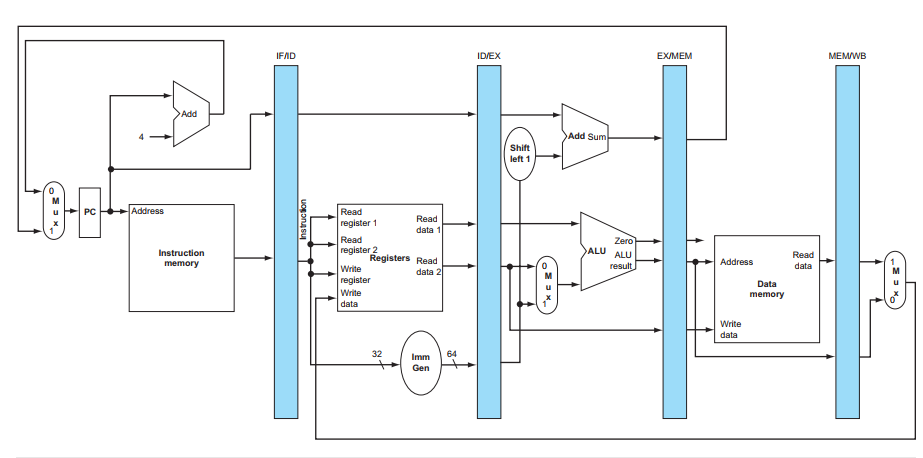 IF/ID
ID/EX
EX/MEM
MEM/WB
Add
4
Add Sum
Shift
left 1
0
M
u
x
1
PC
Address
Instruction
memory
Instruction
Read
register 1
Read
register 2
Registers
Write
register
Write
data
Read
data 1
Read
data 2
0
M
u
x
1
Zero
ALU
ALU
result
Address
Read
data
Data
memory
Write
data
1
M
u
x
0
32
Imm
Gen
64